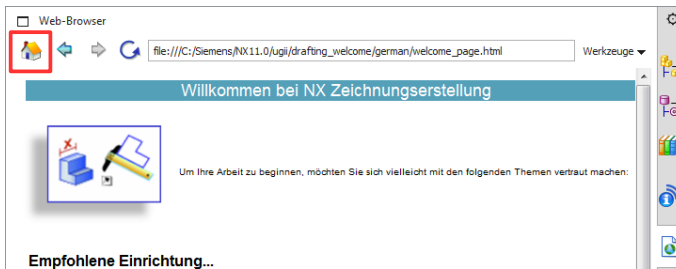 Web-Browser
file:///C:/Siemens/NX11.0/ugii/drafting_welcome/german/welcome_page.html
Werkzeuge
Willkommen bei NX Zeichnungserstellung
Um Ihre Arbeit zu beginnen, möchten Sie sich vielleicht mit den folgenden Themen vertraut machen:
Empfohlene Einrichtung...